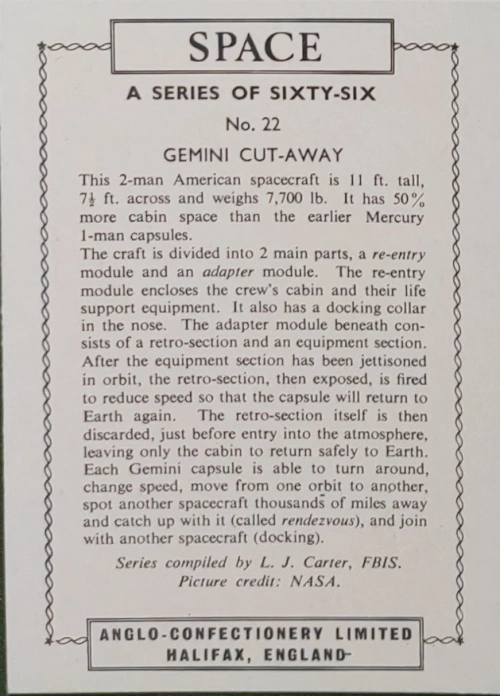 SPACE
A SERIES OF SIXTY-SIX
No. 22
GEMINI CUT-AWAY
This 2-man American spacecraft is 11 ft. tall,
7½ ft. across and weighs 7,700 lb. It has 50%
more cabin space than the earlier Mercury
1-man capsules.
The craft is divided into 2 main parts, a re-entry
module and an adapter module. The re-entry
module encloses the crew's cabin and their life
support equipment. It also has a docking collar
in the nose. The adapter module beneath con-
sists of a retro-section and an equipment section.
After the equipment section has been jettisoned
in orbit, the retro-section, then exposed, is fired
to reduce speed so that the capsule will return to
Earth again. The retro-section itself is then
discarded, just before entry into the atmosphere,
leaving only the cabin to return safely to Earth.
Each Gemini capsule is able to turn around,
change speed, move from one orbit to another,
spot another spacecraft thousands of miles away
and catch up with it (called rendezvous), and join
with another spacecraft (docking).
Series compiled by L. J. Carter, FBIS.
Picture credit: NASA.
ANGLO-CONFECTIONERY LIMITED
HALIFAX, ENGLAND